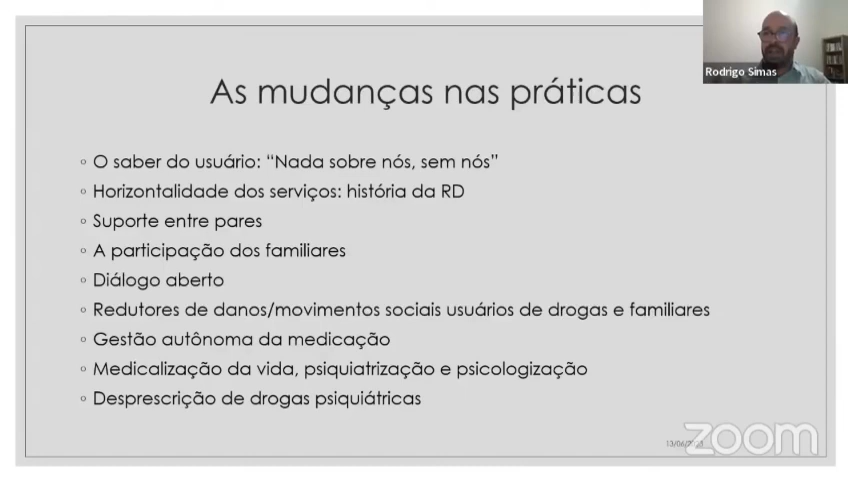 Rodrigo Simas
As mudanças nas práticas
◦ O saber do usuário: “Nada sobre nós, sem nós”
◦ Horizontalidade dos serviços: história da RD
◦ Suporte entre pares
◦ A participação dos familiares
◦ Diálogo aberto
◦ Redutores de danos/movimentos sociais usuários de drogas e familiares
◦ Gestão autônoma da medicação
◦ Medicalização da vida, psiquiatrização e psicologização
◦ Desprescrição de drogas psiquiátricas
zoom